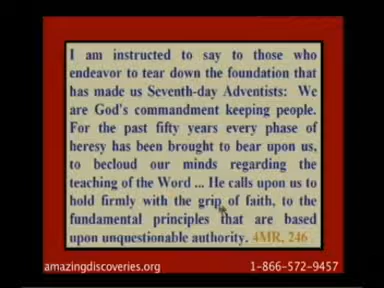 I am instructed to say to those who
endeavor to tear down the foundation that
has made us Seventh-day Adventists: We
are God's commandment keeping people.
For the past fifty years every phase of
heresy has been brought to bear upon us,
to becloud our minds regarding the
teaching of the Word ... He calls upon us to
hold firmly with the grip of faith, to the
fundamental principles that are based
upon unquestionable authority. 4MR, 246
amazingdiscoveries.org 1-866-572-9457